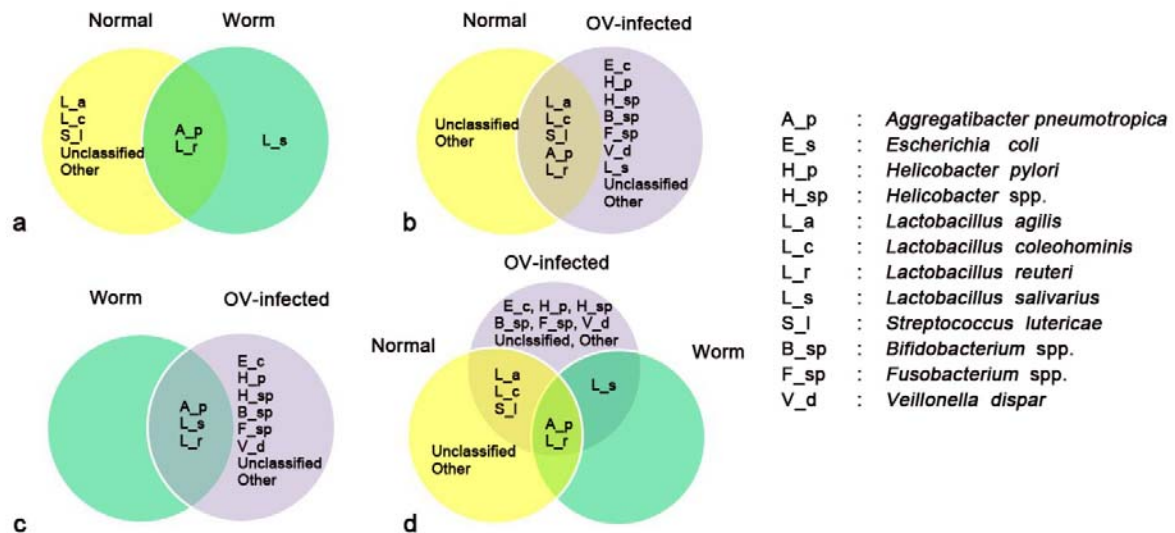 Normal Worm
L_a
L_c
S_l
Unclassified
Other
A_p
L_r
L_s
a
Normal OV-infected
Unclassified
Other
L_a
L_c
S_l
A_p
L_r
E_c
H_p
H_sp
B_sp
F_sp
V_d
L_s
Unclassified
Other
b
Worm OV-infected
A_p
L_s
L_r
E_c
H_p
H_sp
B_sp
F_sp
V_d
Unclassified
Other
c
OV-infected
E_c, H_p, H_sp
B_sp, F_sp, V_d
Unclssified, Other
Normal
Worm
L_a
L_c
S_l
L_s
A_p
L_r
Unclassified
Other
d
A_p : Aggregatibacter pneumotropica
E_s : Escherichia coli
H_p : Helicobacter pylori
H_sp : Helicobacter spp.
L_a : Lactobacillus agilis
L_c : Lactobacillus coleohominis
L_r : Lactobacillus reuteri
L_s : Lactobacillus salivarius
S_l : Streptococcus lutericae
B_sp : Bifidobacterium spp.
F_sp : Fusobacterium spp.
V_d : Veillonella dispar